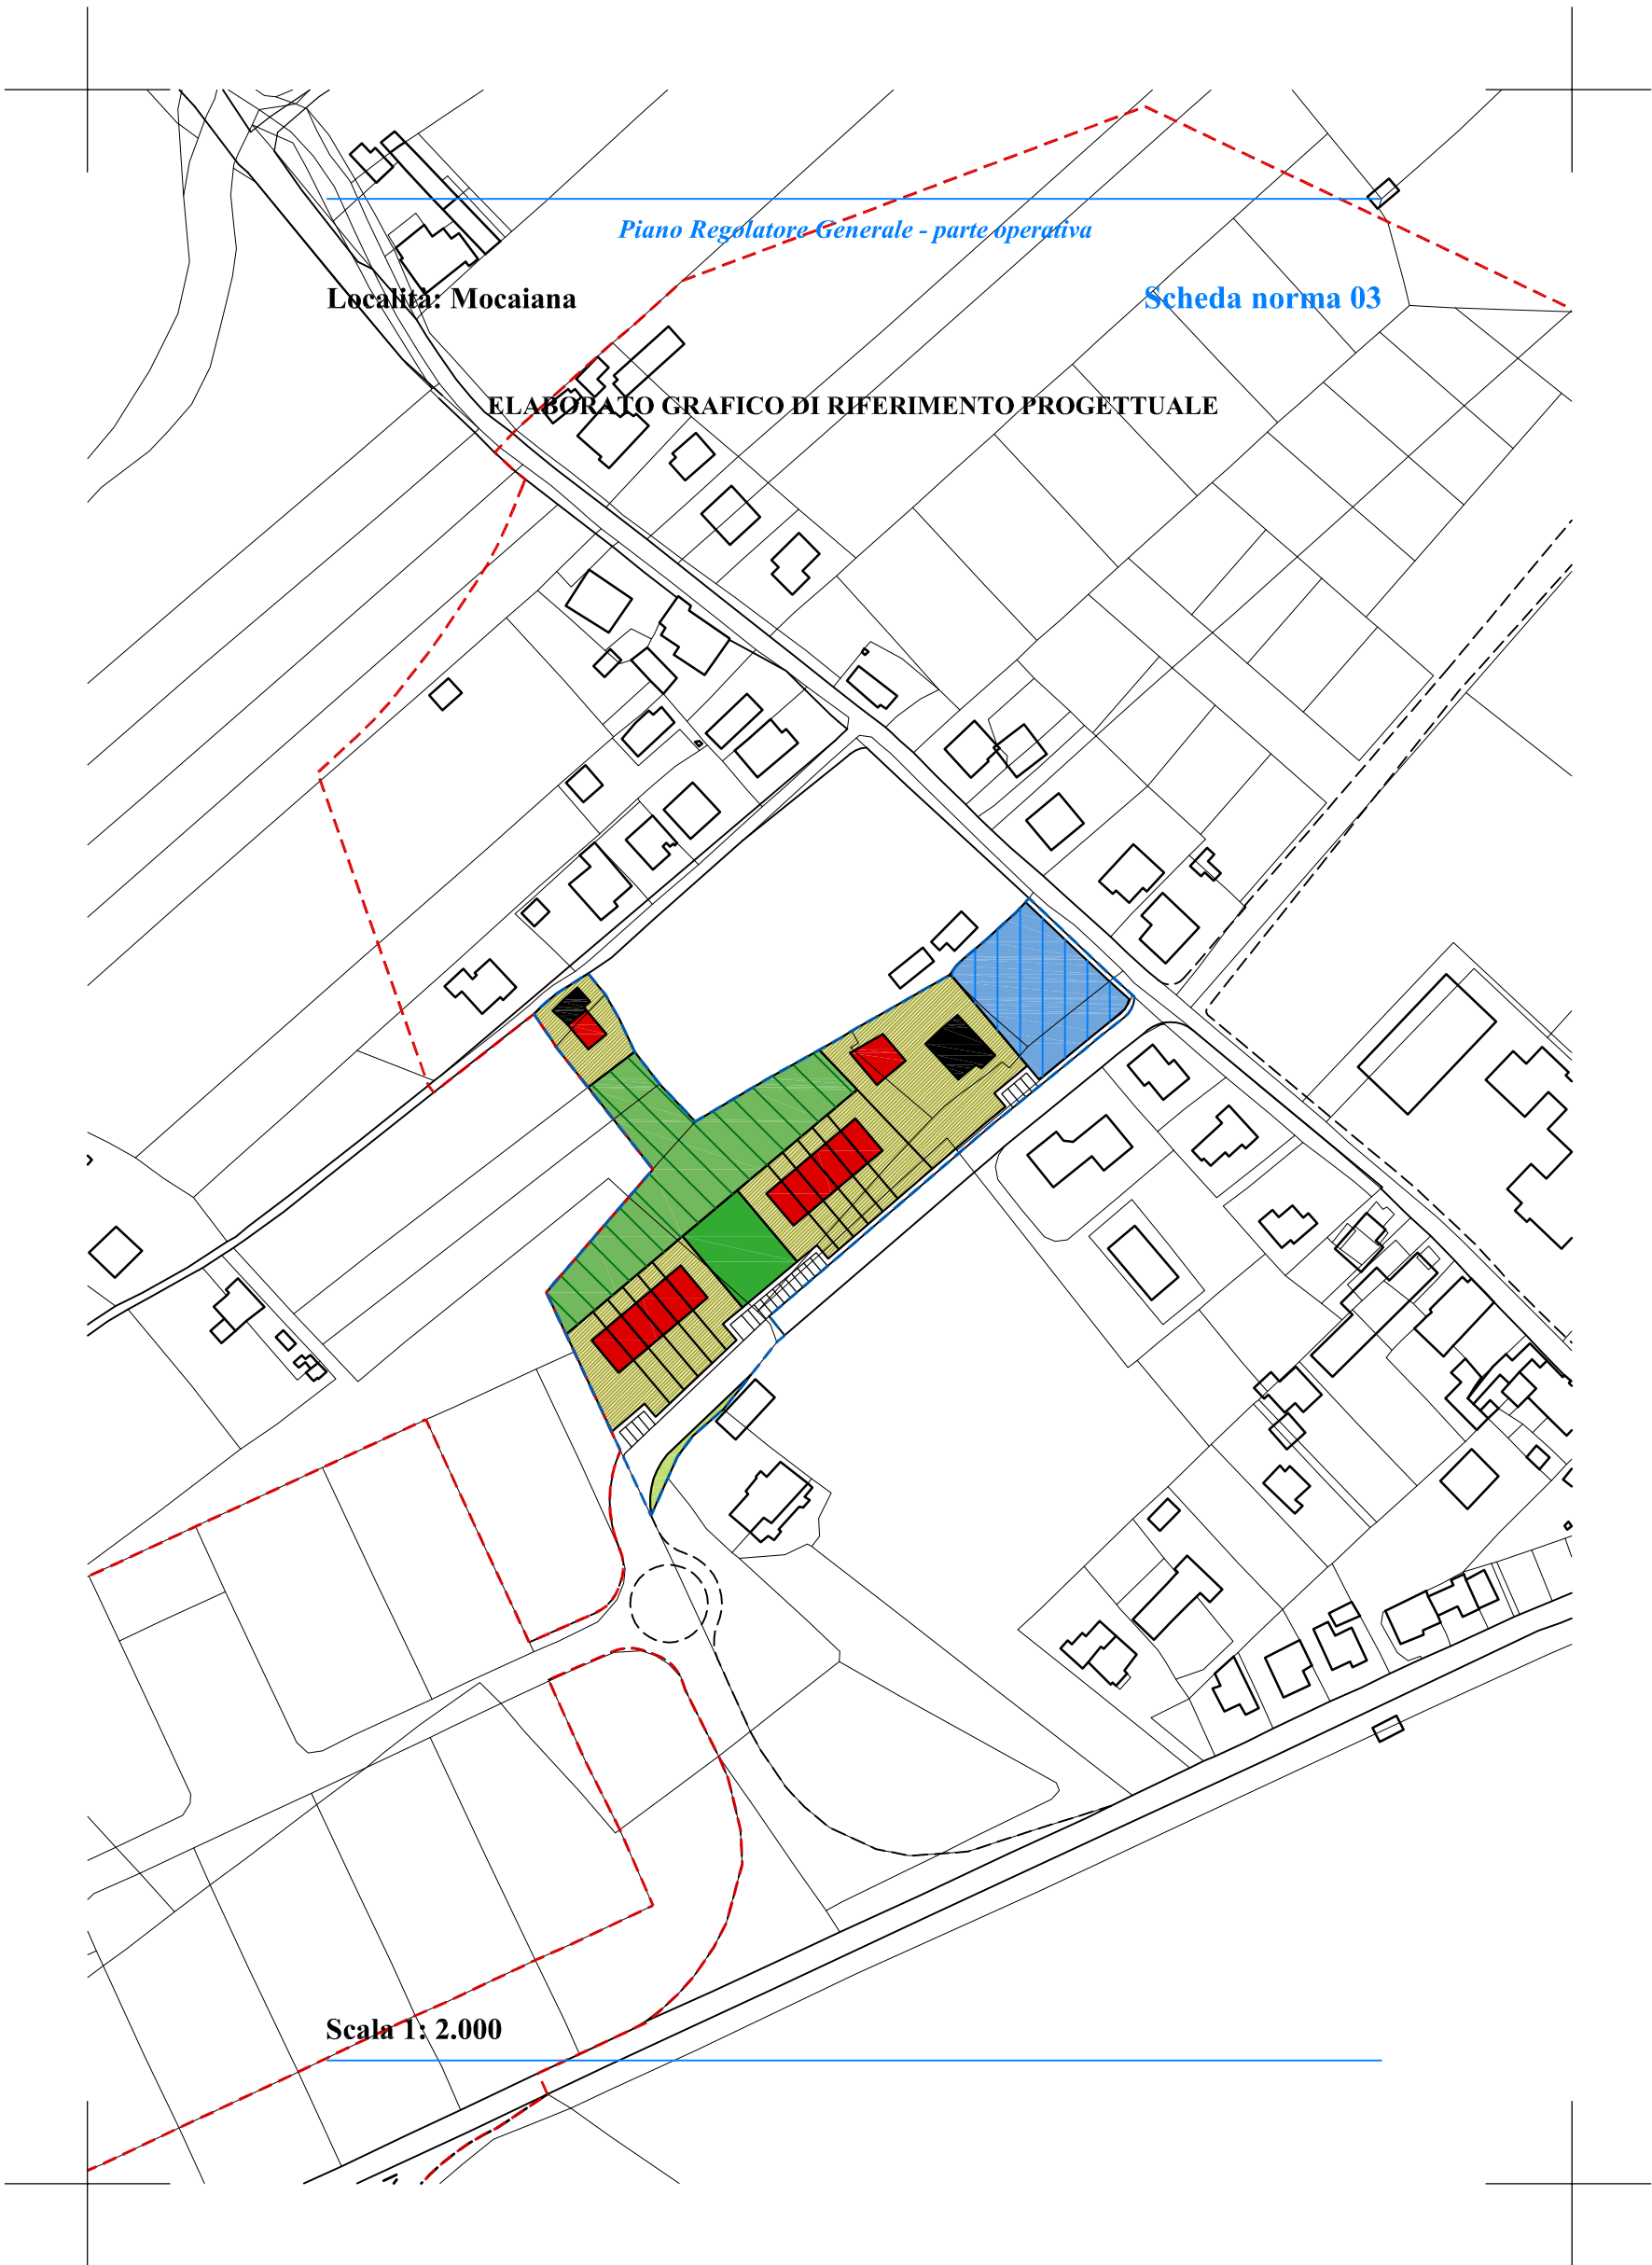 Piano Regolatore Generale - parte operativa
Località: Mocaiana
Scheda norma 03
ELABORATO GRAFICO DI RIFERIMENTO PROGETTUALE
Scala 1: 2.000